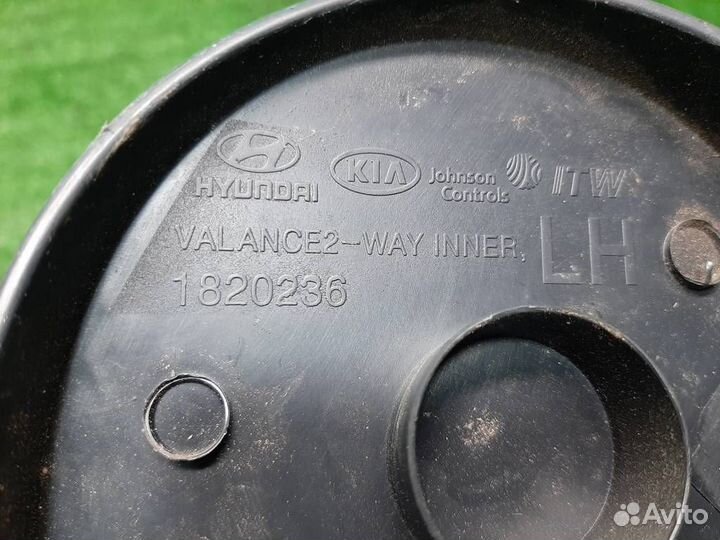 HYUNDAI KIA Johnson Controls ITW
VALANCE2-WAY INNER, LH
1820236
Avito